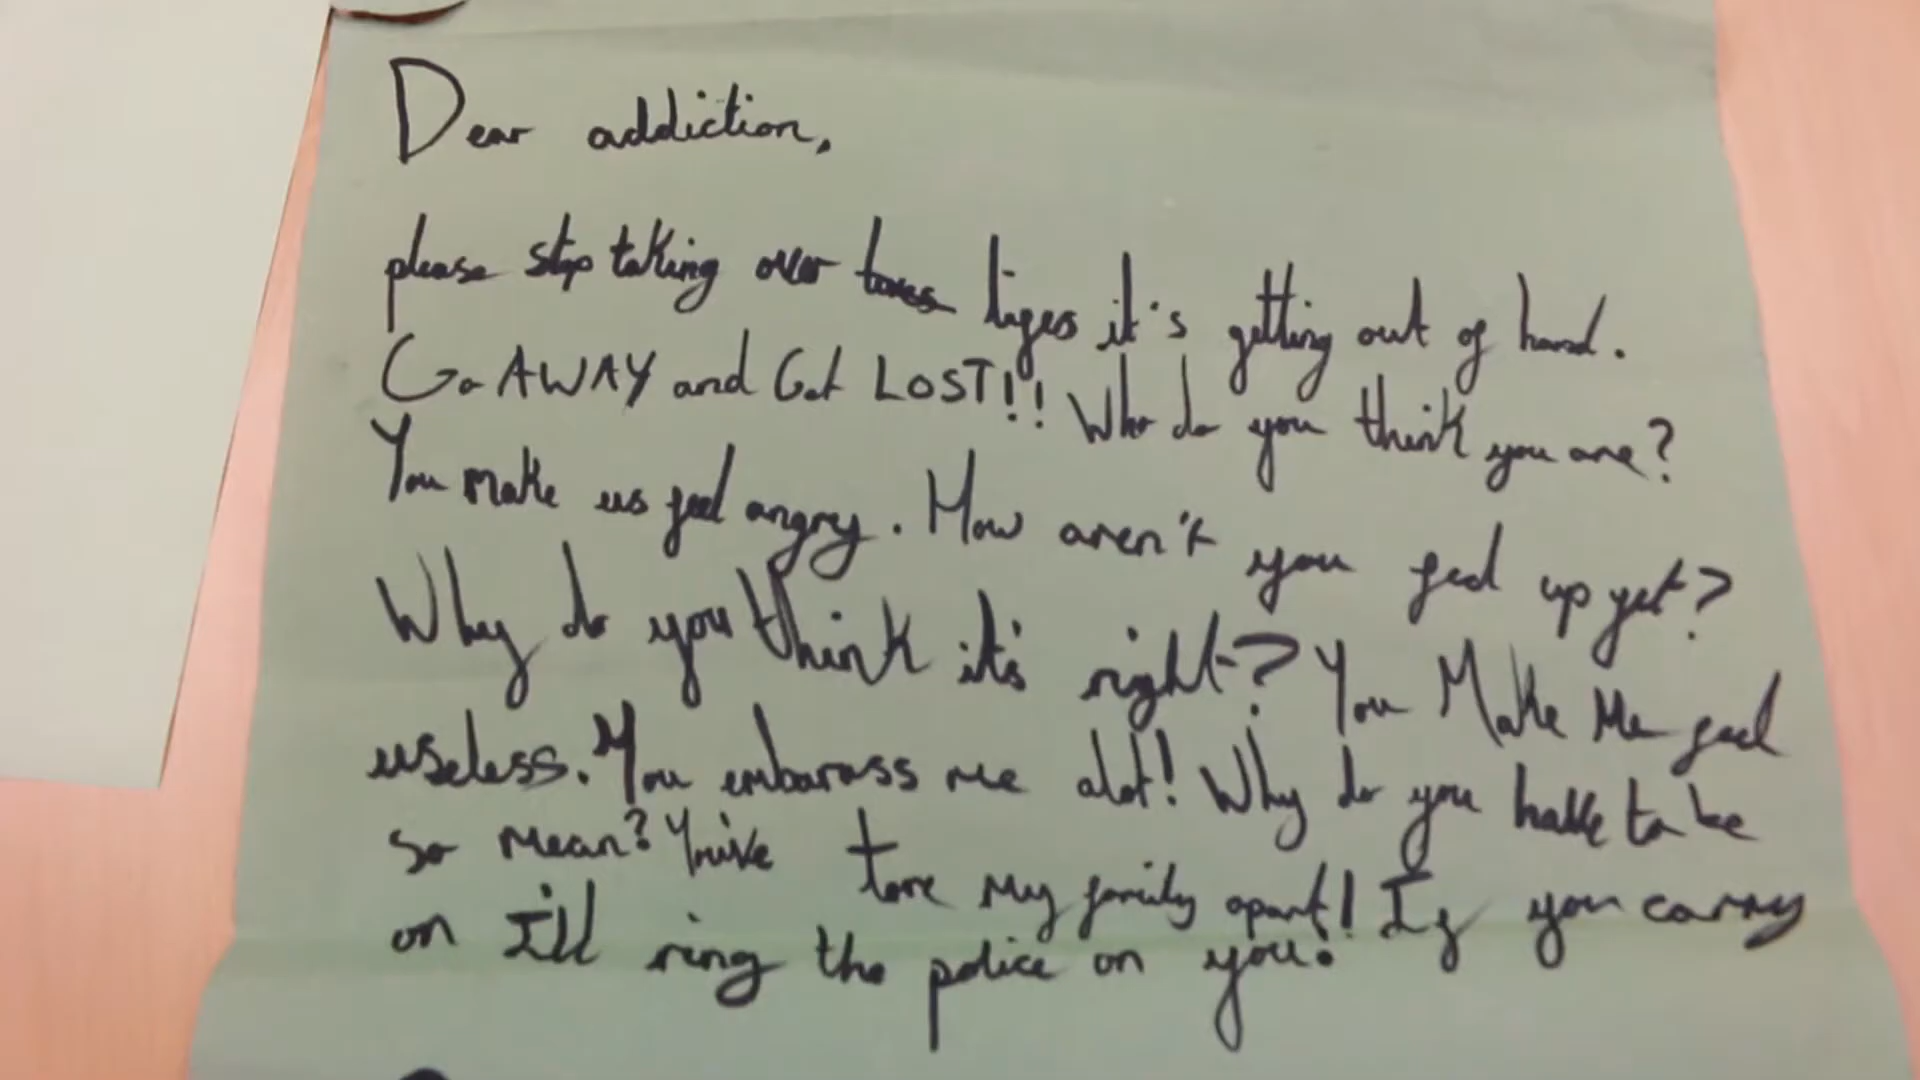 Dear addiction,
please stop taking over lifes it's getting out of hand.
Go AWAY and Get LOST!! Who do you think you are?
You make us feel angry. How aren't you fed up yet?
Why do you think it's right? You Make Me feel
useless. You embarass me alot! Why do you have to be
so mean? You've tore my family apart! If you carry
on I'll ring the police on you!